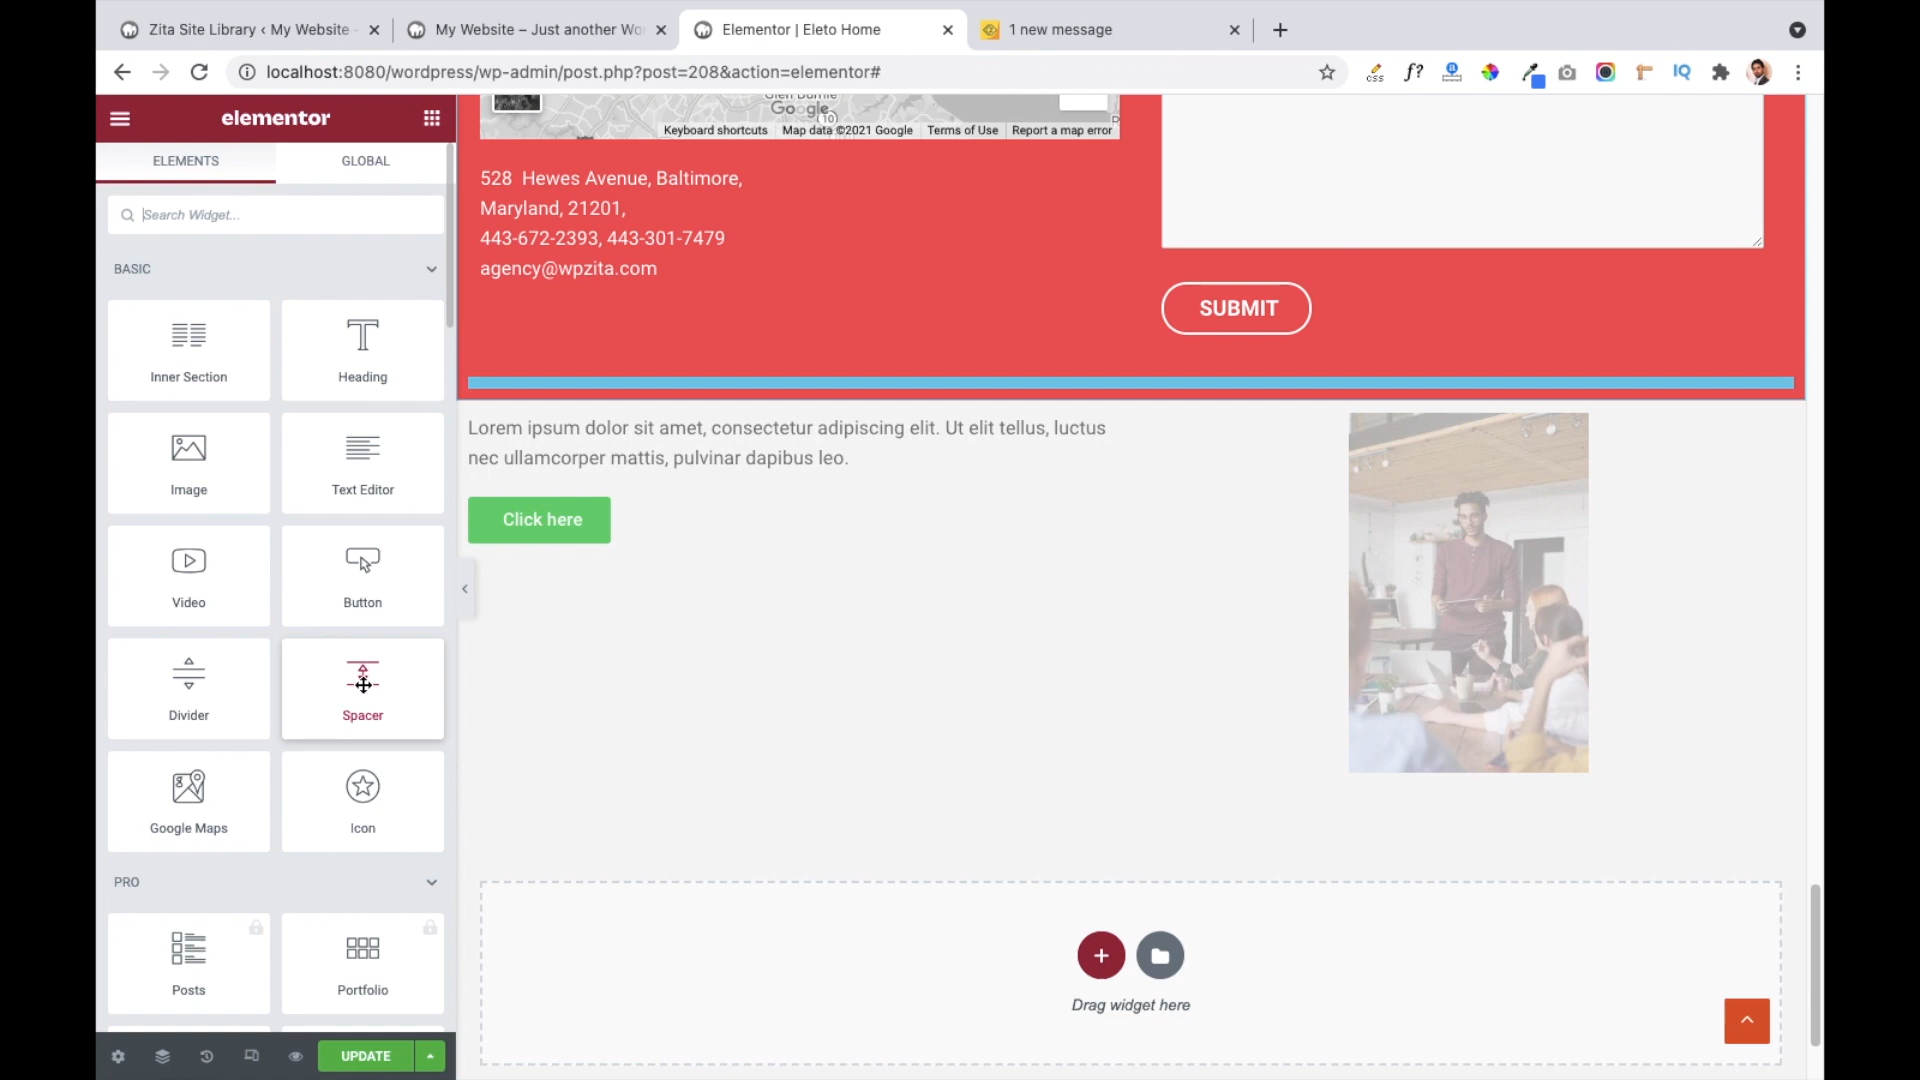 Zita Site Library ‹ My Website -
My Website – Just another Wo
Elementor | Eleto Home
1 new message
localhost:8080/wordpress/wp-admin/post.php?post=208&action=elementor#
css
f?
IQ
elementor
ELEMENTS
GLOBAL
Search Widget...
BASIC
Inner Section
Heading
Image
Text Editor
Video
Button
Divider
Spacer
Google Maps
Icon
PRO
Posts
Portfolio
UPDATE
Glen Burnie
Google
10
Keyboard shortcuts
Map data ©2021 Google
Terms of Use
Report a map error
528 Hewes Avenue, Baltimore,
Maryland, 21201,
443-672-2393, 443-301-7479
agency@wpzita.com
SUBMIT
Lorem ipsum dolor sit amet, consectetur adipiscing elit. Ut elit tellus, luctus
nec ullamcorper mattis, pulvinar dapibus leo.
Click here
Drag widget here